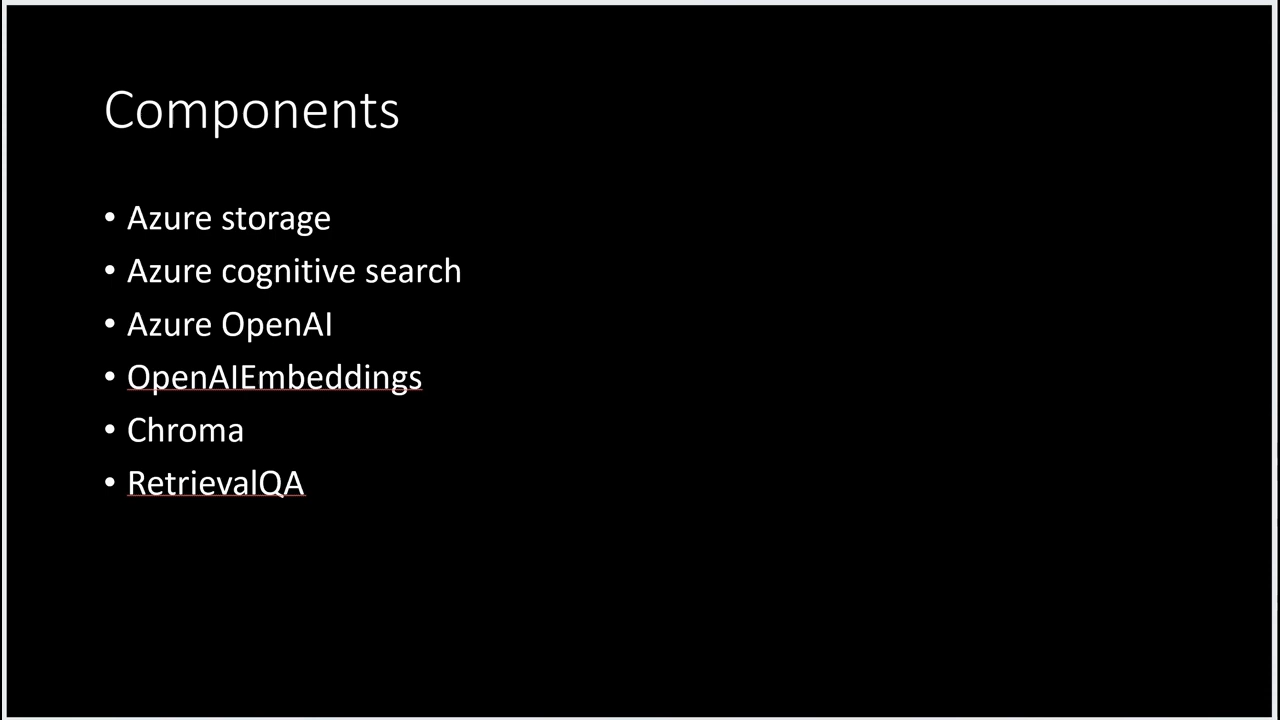 Components
• Azure storage
• Azure cognitive search
• Azure OpenAI
• OpenAIEmbeddings
• Chroma
• RetrievalQA